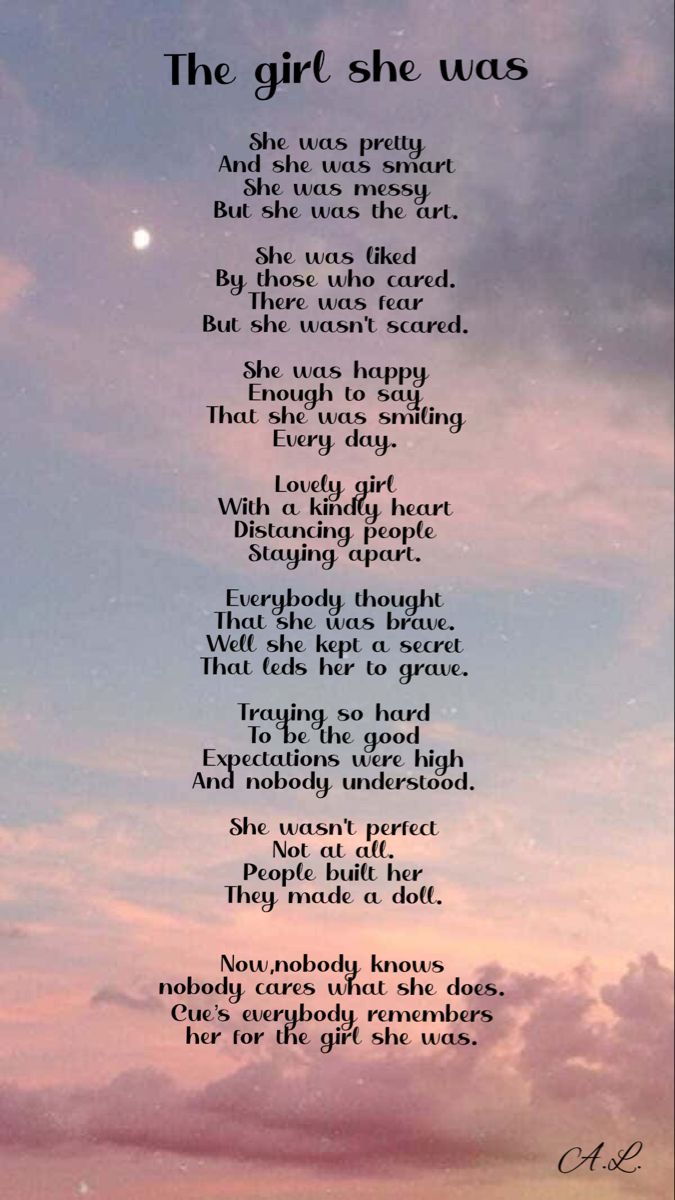 The girl she was
She was pretty
And she was smart
She was messy
But she was the art.
She was liked
By those who cared.
There was fear
But she wasn't scared.
She was happy
Enough to say
That she was smiling
Every day.
Lovely girl
With a kindly heart
Distancing people
Staying apart.
Everybody thought
That she was brave.
Well she kept a secret
That leds her to grave.
Traying so hard
To be the good
Expectations were high
And nobody understood.
She wasn't perfect
Not at all.
People built her
They made a doll.
Now,nobody knows
nobody cares what she does.
Cue's everybody remembers
her for the girl she was.
A.L.